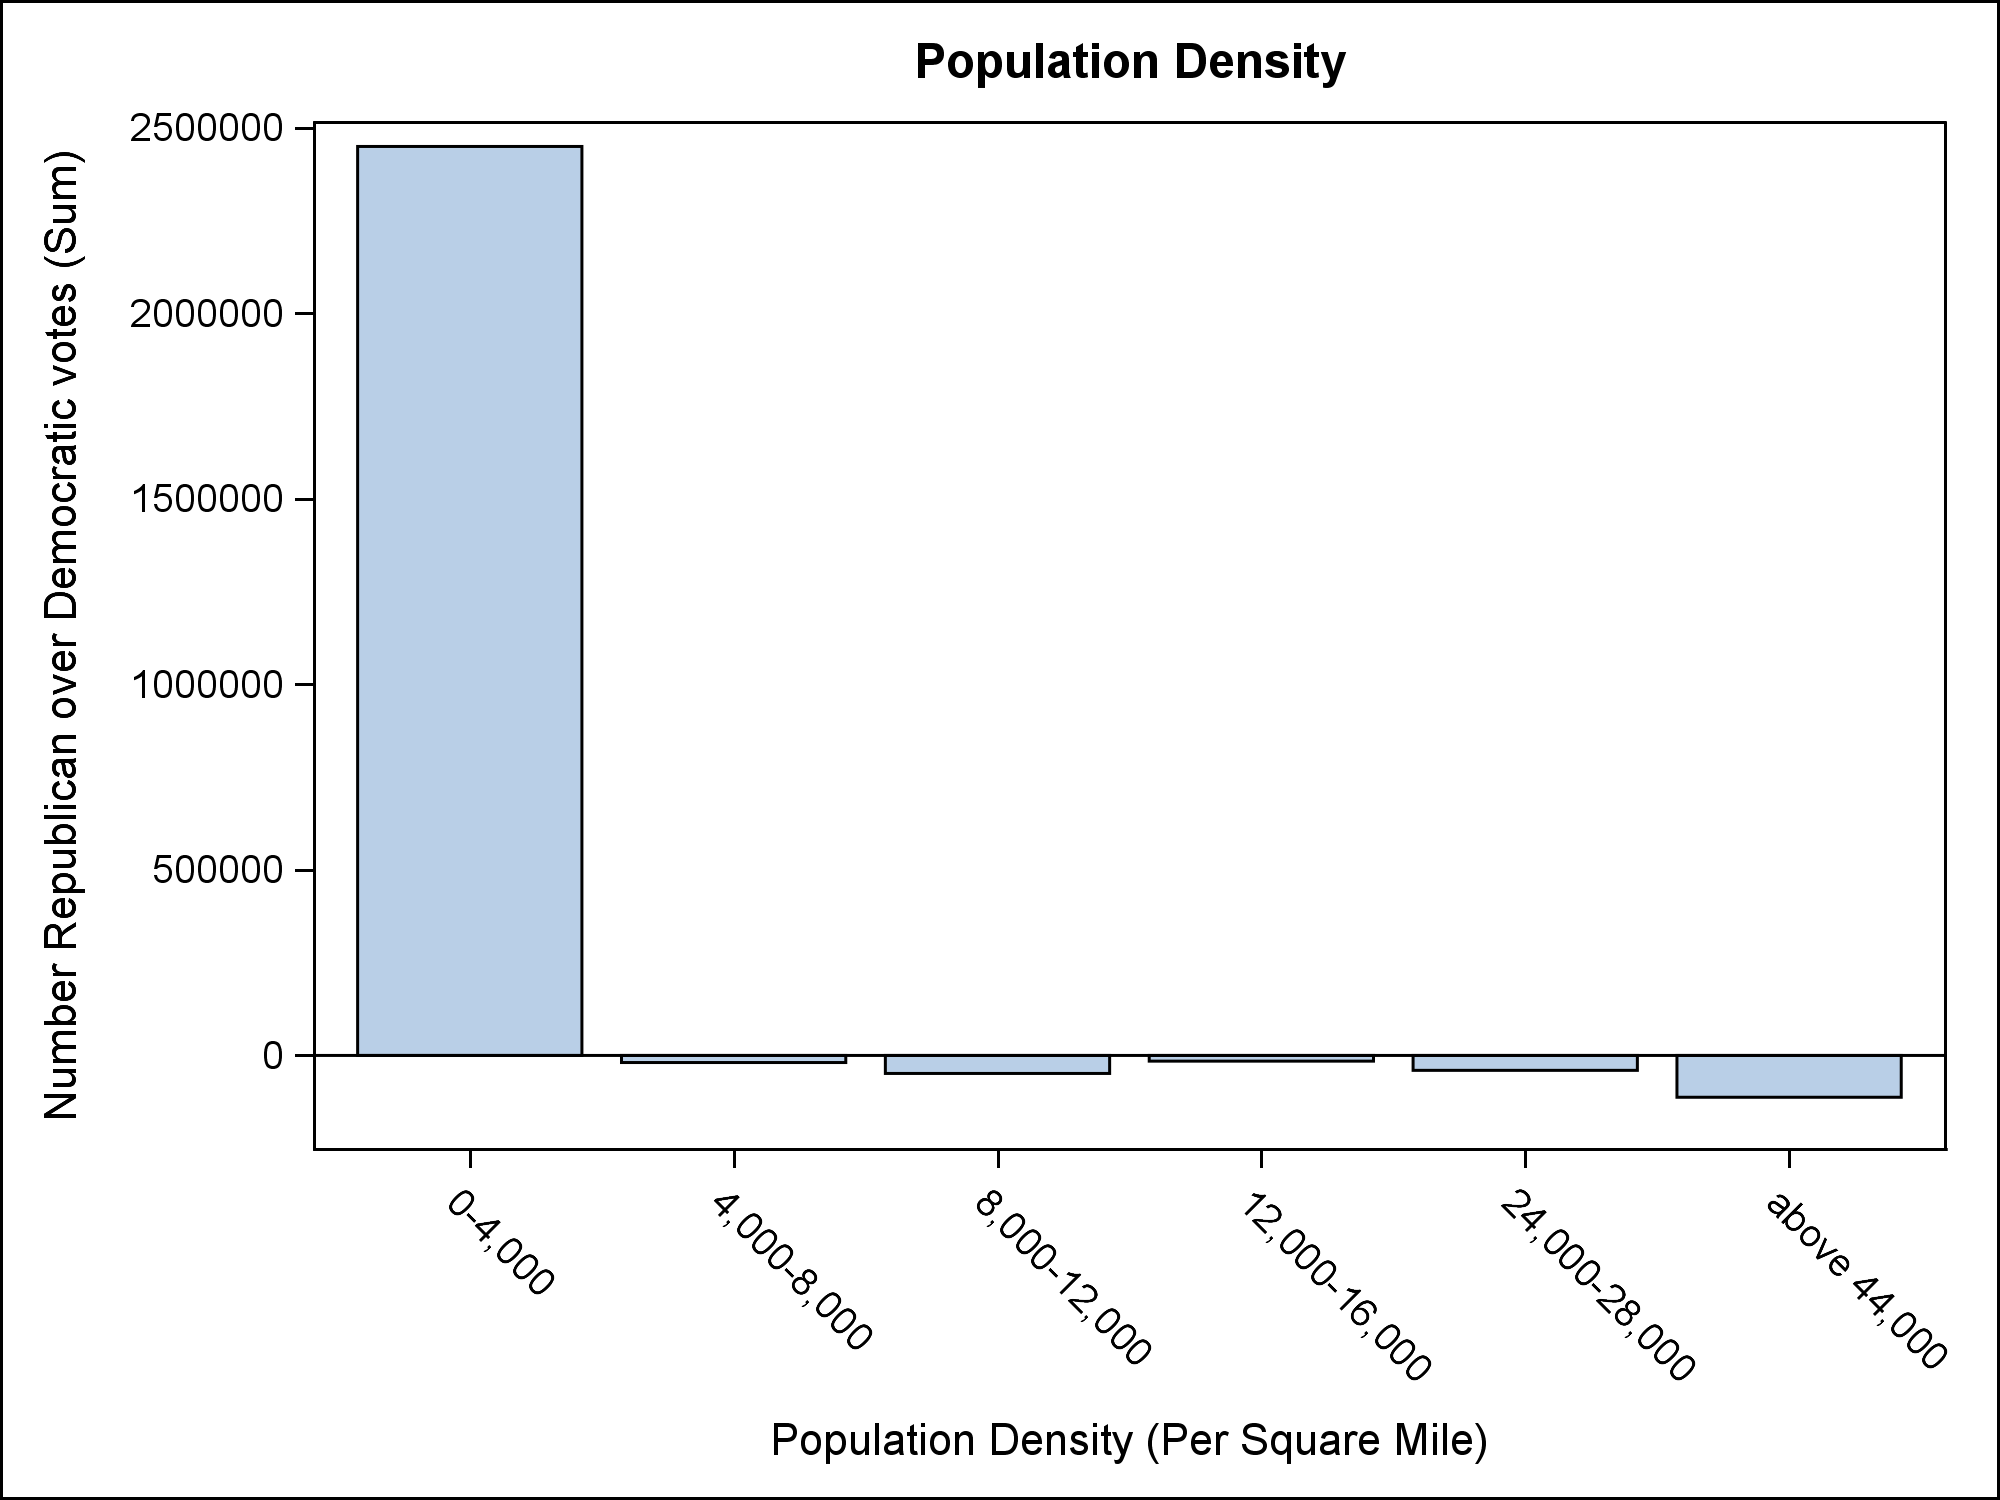 Population Density
Number Republican over Democratic votes (Sum)
2500000
2000000
1500000
1000000
500000
0
0-4,000
4,000-8,000
8,000-12,000
12,000-16,000
24,000-28,000
above 44,000
Population Density (Per Square Mile)